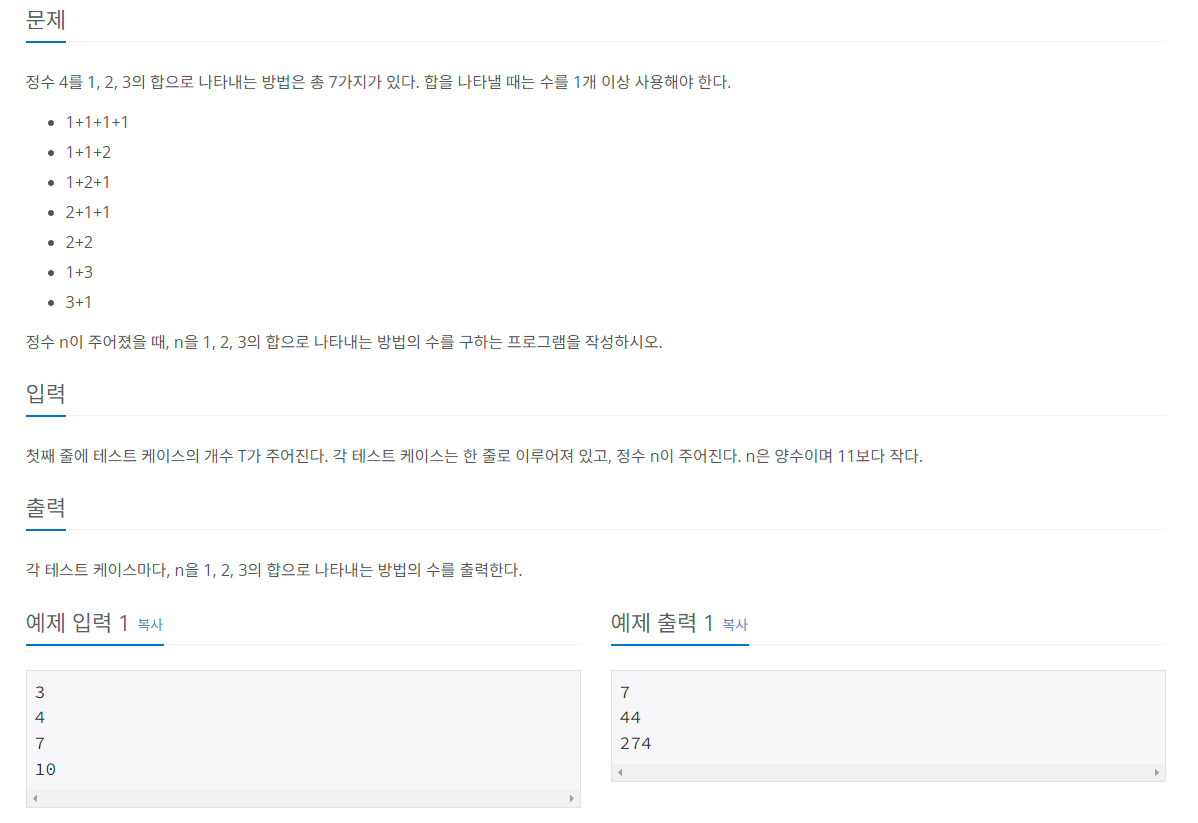 문제
정수 4를 1, 2, 3의 합으로 나타내는 방법은 총 7가지가 있다. 합을 나타낼 때는 수를 1개 이상 사용해야 한다.
1+1+1+1
1+1+2
1+2+1
2+1+1
2+2
1+3
3+1
정수 n이 주어졌을 때, n을 1, 2, 3의 합으로 나타내는 방법의 수를 구하는 프로그램을 작성하시오.
입력
첫째 줄에 테스트 케이스의 개수 T가 주어진다. 각 테스트 케이스는 한 줄로 이루어져 있고, 정수 n이 주어진다. n은 양수이며 11보다 작다.
출력
각 테스트 케이스마다, n을 1, 2, 3의 합으로 나타내는 방법의 수를 출력한다.
예제 입력 1 복사
3
4
7
10
예제 출력 1 복사
7
44
274